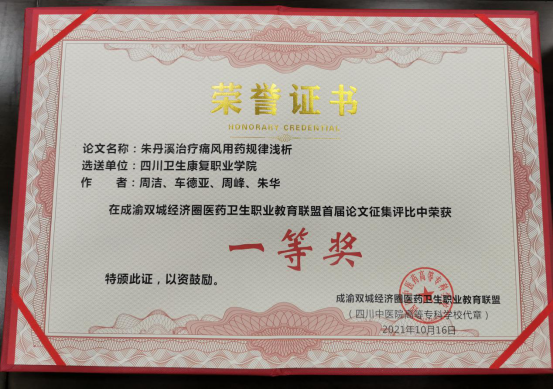 荣誉证书
HONORARY CREDENTIAL
论文名称：朱丹溪治疗痛风用药规律浅析
选送单位：四川卫生康复职业学院
作　　者：周洁、车德亚、周峰、朱华
在成渝双城经济圈医药卫生职业教育联盟首届论文征集评比中荣获
一等奖
特颁此证，以资鼓励。
成渝双城经济圈医药卫生职业教育联盟
（四川中医院高等专科学校代章）
2021年10月16日